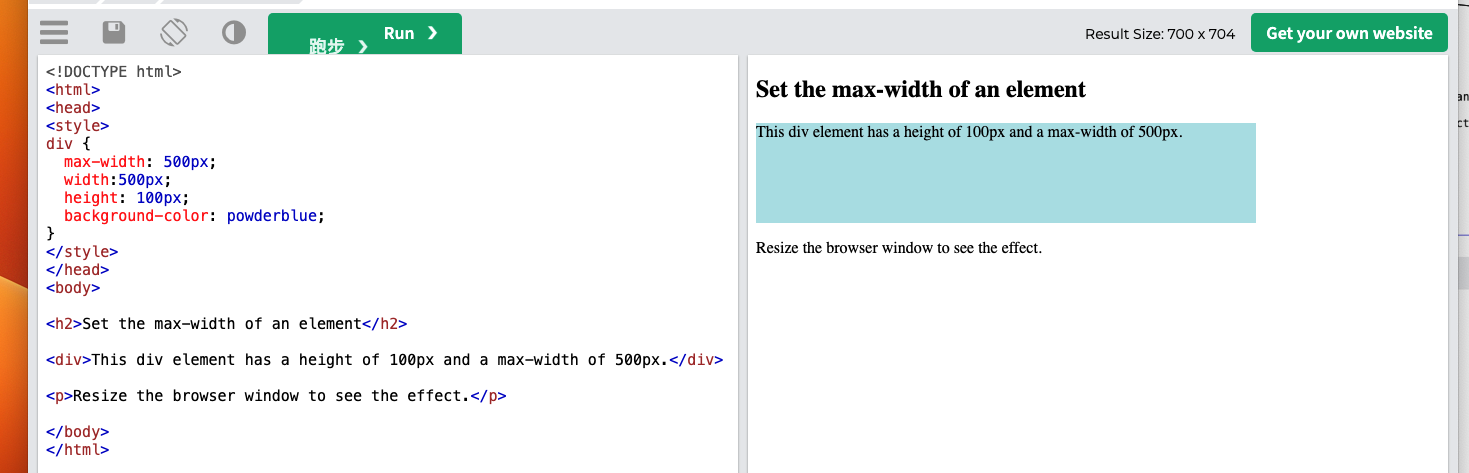 跑步 ❯
Run ❯
Result Size: 700 x 704
Get your own website
<!DOCTYPE html>
<html>
<head>
<style>
div {
  max-width: 500px;
  width:500px;
  height: 100px;
  background-color: powderblue;
}
</style>
</head>
<body>
<h2>Set the max-width of an element</h2>
<div>This div element has a height of 100px and a max-width of 500px.</div>
<p>Resize the browser window to see the effect.</p>
</body>
</html>
Set the max-width of an element
This div element has a height of 100px and a max-width of 500px.
Resize the browser window to see the effect.
an
ct